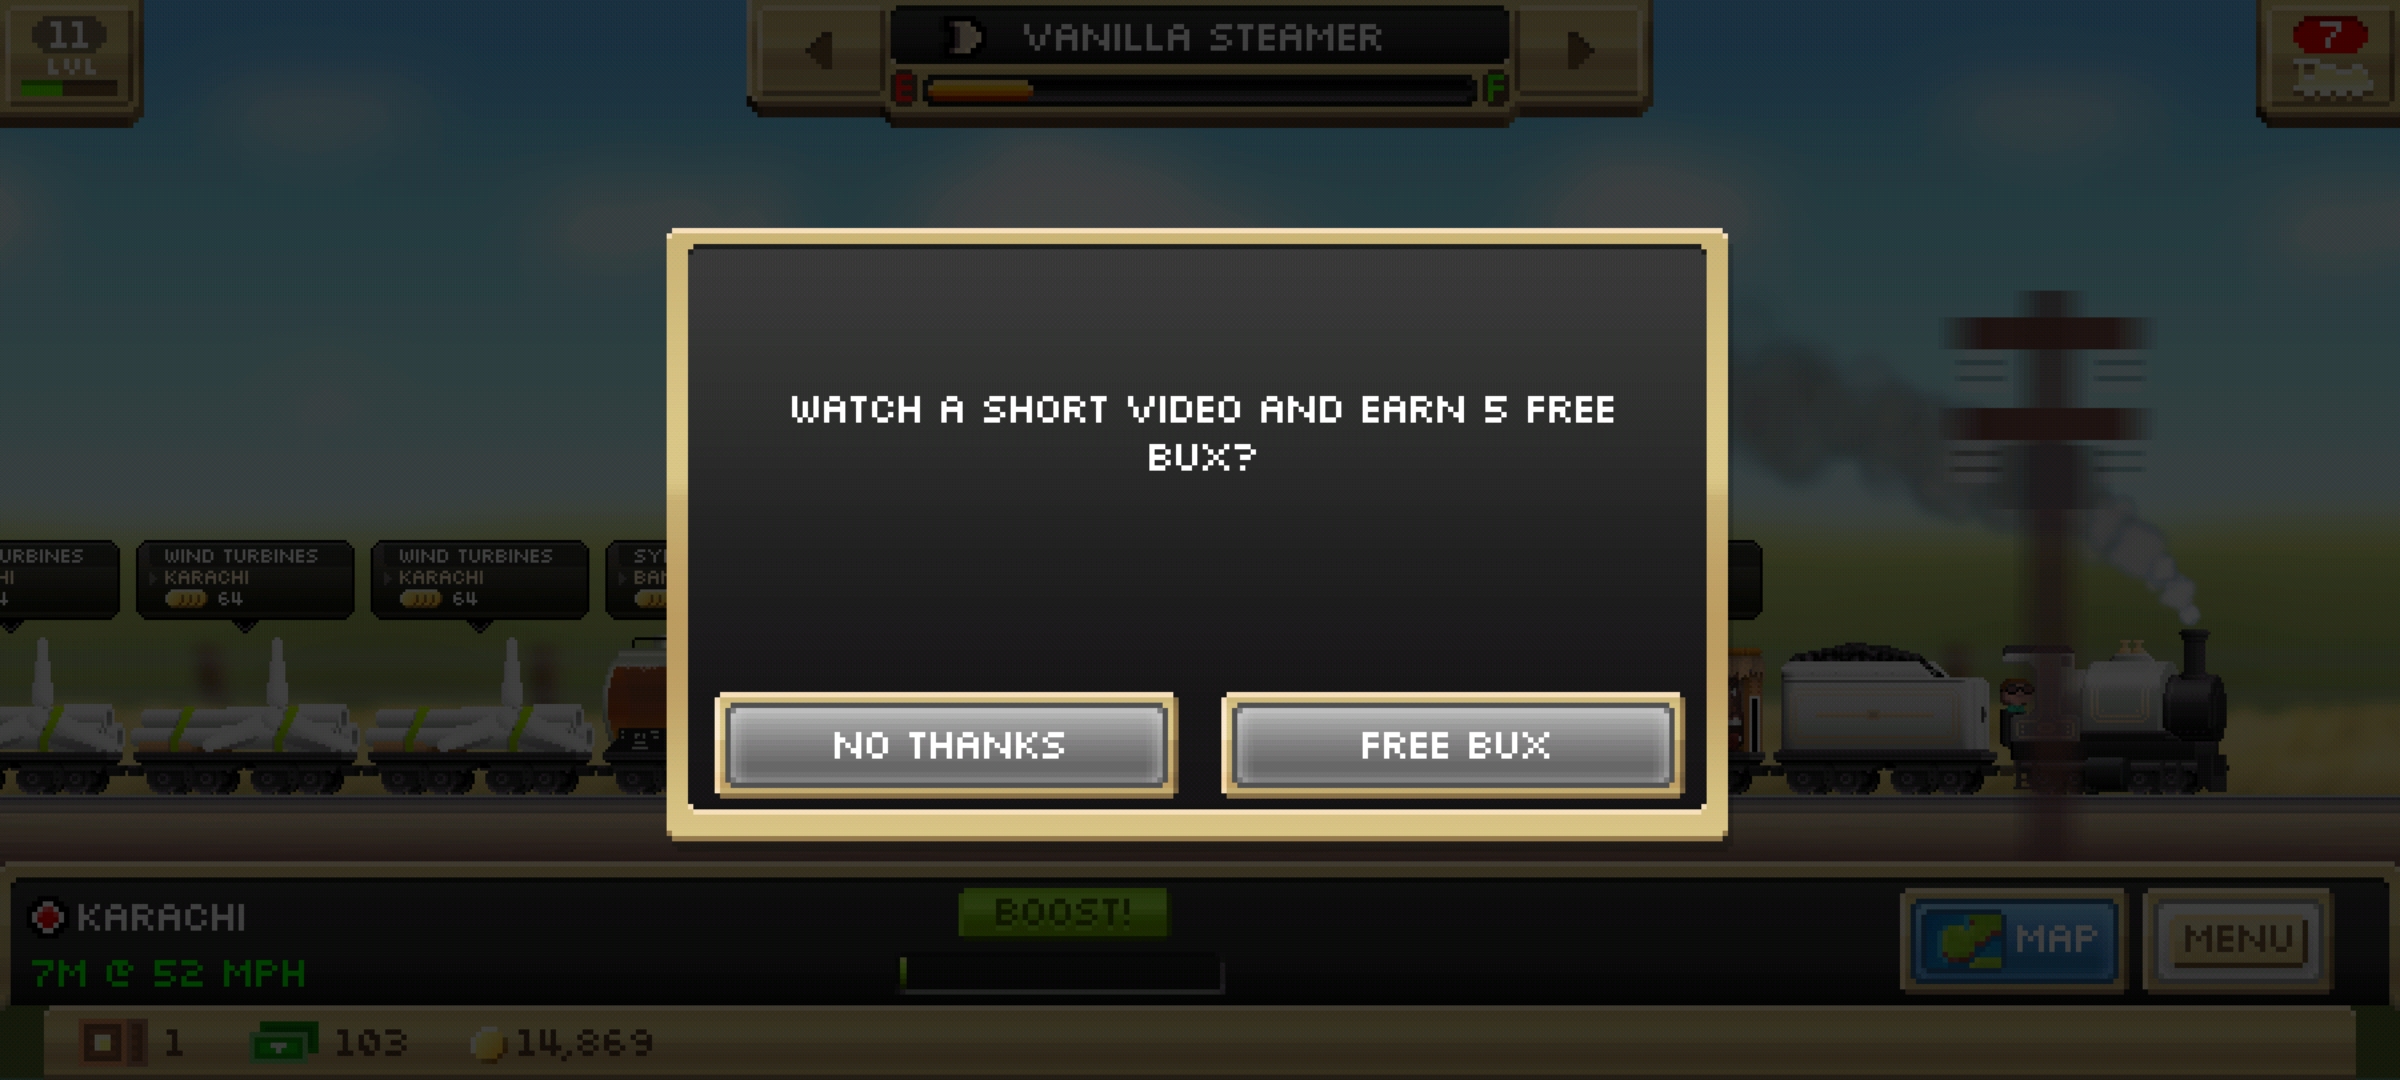 11
LVL
VANILLA STEAMER
E
F
7
WATCH A SHORT VIDEO AND EARN 5 FREE
BUX?
NO THANKS
FREE BUX
URBINES
HI
4
WIND TURBINES
KARACHI
64
WIND TURBINES
KARACHI
64
SY
BAN
KARACHI
7M @ 52 MPH
BOOST!
MAP
MENU
1
103
14,869